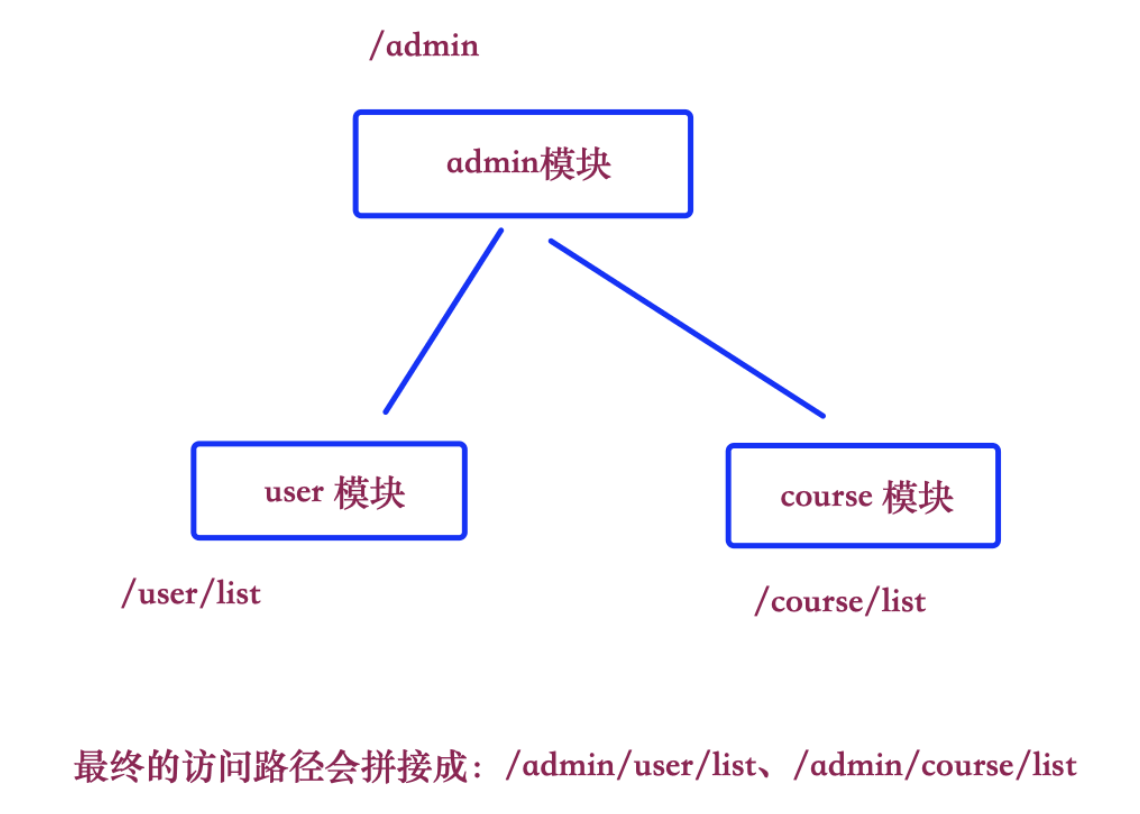 /admin
admin模块
user 模块
course 模块
/user/list
/course/list
最终的访问路径会拼接成：/admin/user/list、/admin/course/list